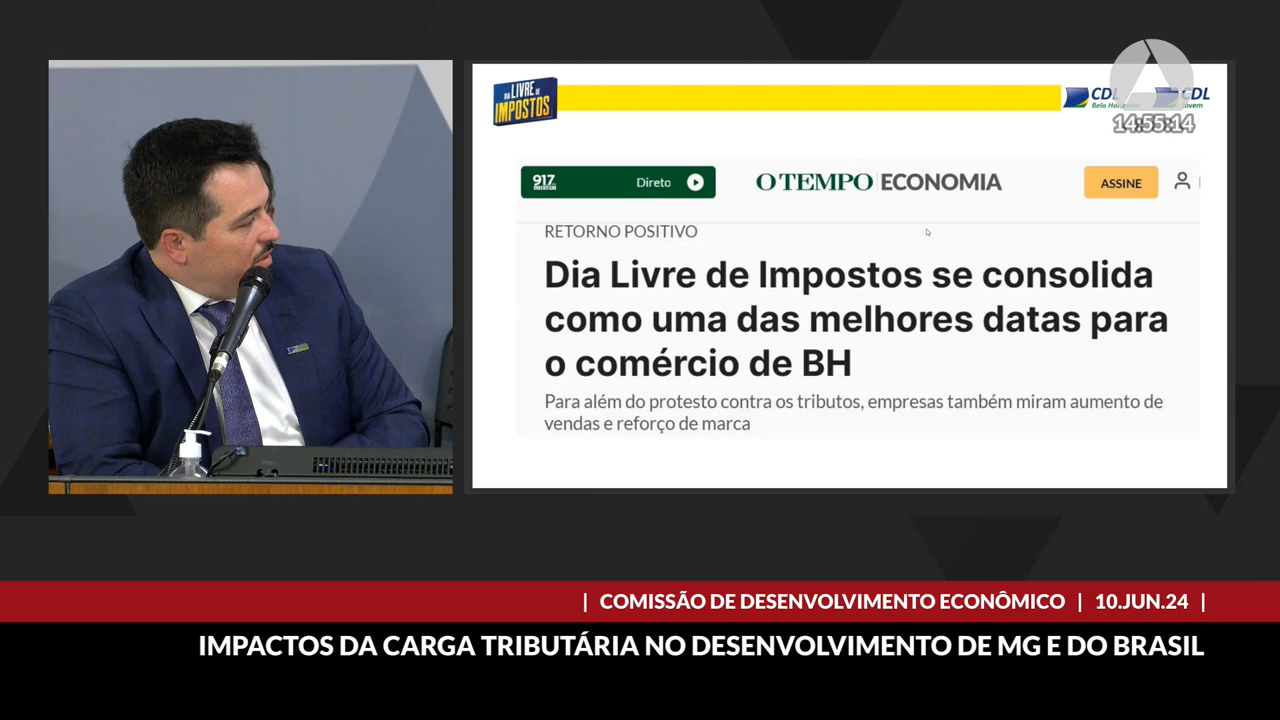 DIA LIVRE DE
IMPOSTOS
CDL
Belo Ho
CDL
Jovem
14:55:14
917
Direto
O TEMPO ECONOMIA
ASSINE
RETORNO POSITIVO
Dia Livre de Impostos se consolida
como uma das melhores datas para
o comércio de BH
Para além do protesto contra os tributos, empresas também miram aumento de
vendas e reforço de marca
| COMISSÃO DE DESENVOLVIMENTO ECONÔMICO | 10.JUN.24 |
IMPACTOS DA CARGA TRIBUTÁRIA NO DESENVOLVIMENTO DE MG E DO BRASIL